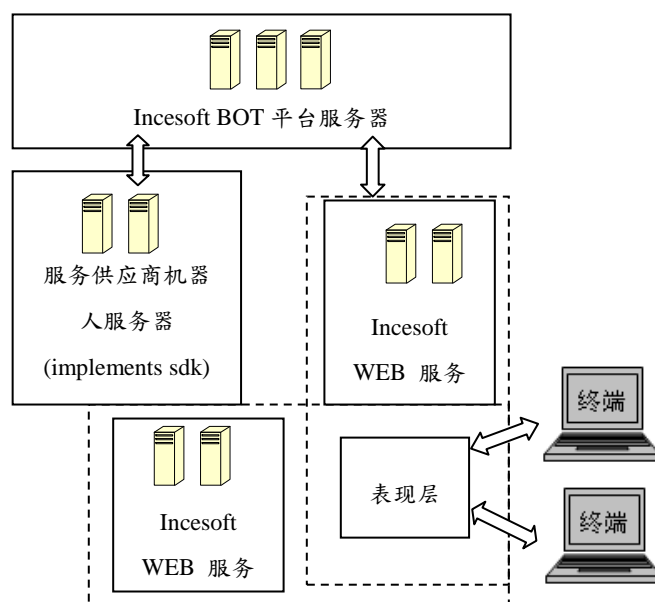 Incesoft BOT 平台服务器
服务供应商机器
人服务器
(implements sdk)
Incesoft
WEB 服务
终端
表现层
Incesoft
WEB 服务
终端